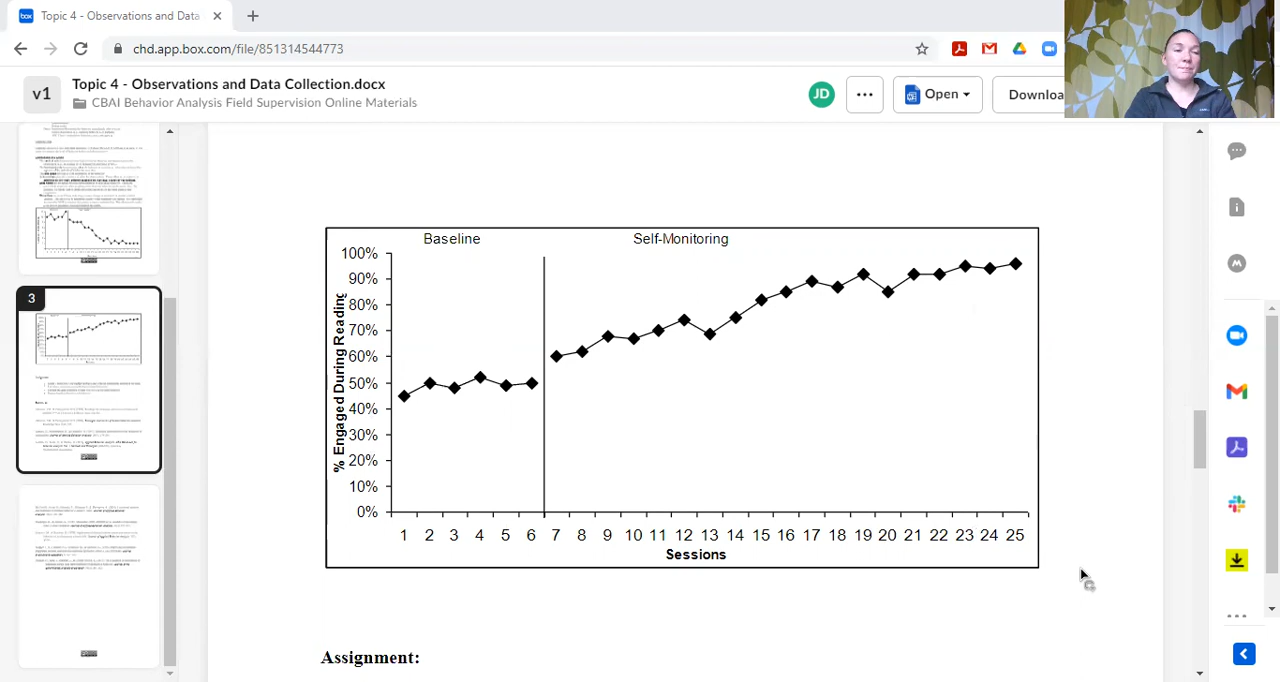 Topic 4 - Observations and Data
chd.app.box.com/file/851314544773
v1
Topic 4 - Observations and Data Collection.docx
CBAI Behavior Analysis Field Supervision Online Materials
JD
Open
Downloa
3
Baseline Self-Monitoring
% Engaged During Reading
100%
90%
80%
70%
60%
50%
40%
30%
20%
10%
0%
1 2 3 4 5 6 7 8 9 10 11 12 13 14 15 16 17 18 19 20 21 22 23 24 25
Sessions
Assignment: